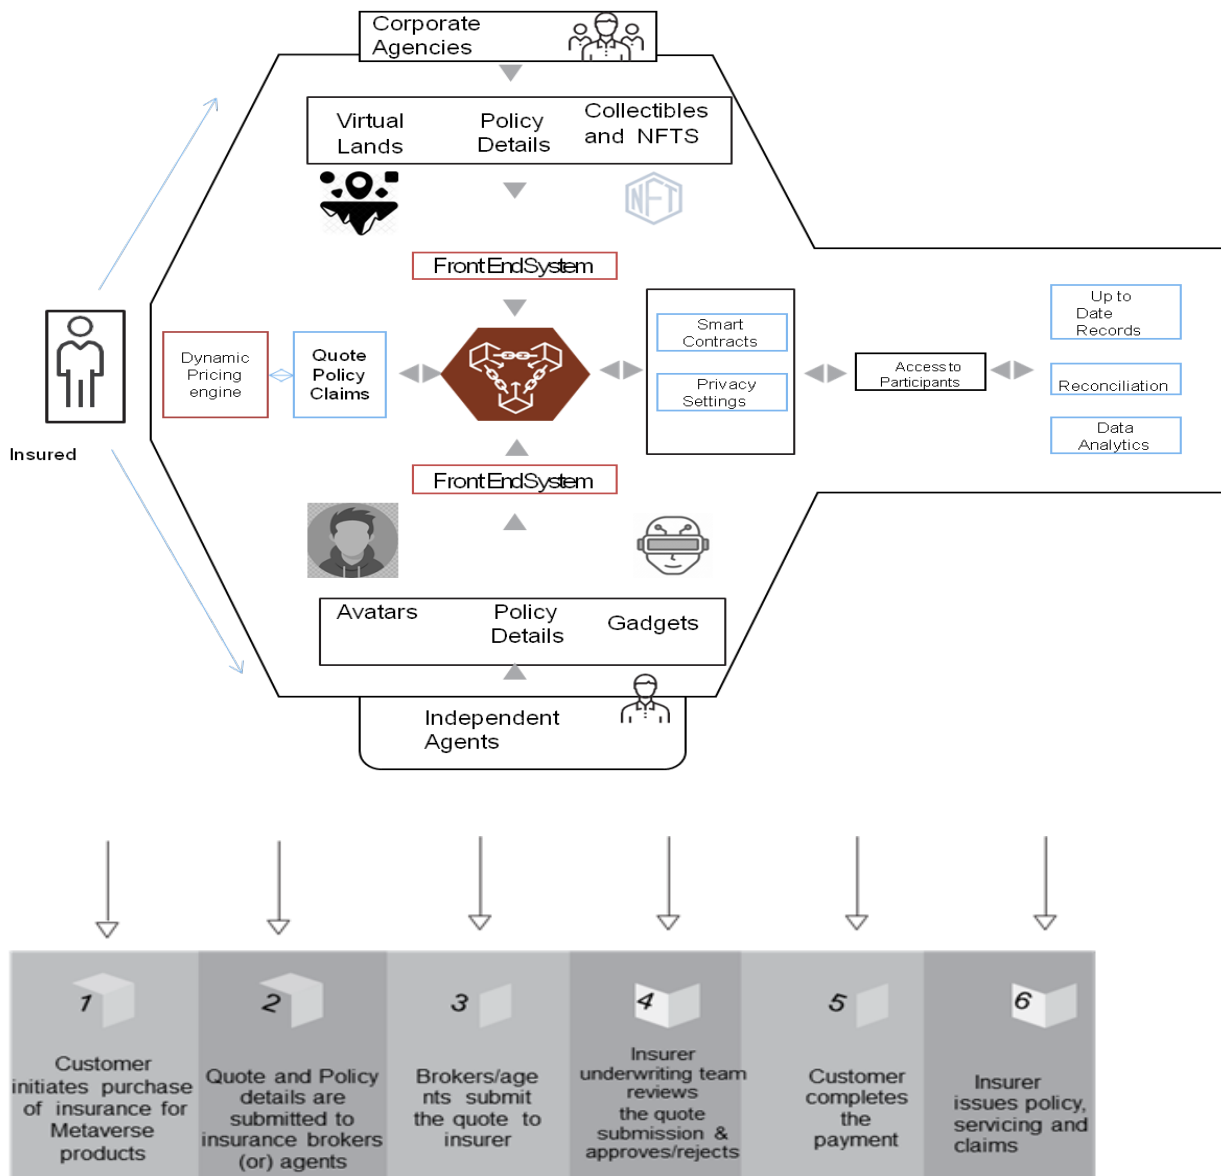 Corporate
Agencies
Virtual
Lands
Policy
Details
Collectibles
and NFTS
NFT
FrontEndSystem
Insured
Dynamic
Pricing
engine
Quote
Policy
Claims
Smart
Contracts
Privacy
Settings
Access to
Participants
Up to
Date
Records
Reconciliation
Data
Analytics
FrontEndSystem
Avatars
Policy
Details
Gadgets
Independent
Agents
1
Customer
initiates purchase
of insurance for
Metaverse
products
2
Quote and Policy
details are
submitted to
insurance brokers
(or) agents
3
Brokers/age
nts submit
the quote to
insurer
4
Insurer
underwriting team
reviews
the quote
submission &
approves/rejects
5
Customer
completes
the
payment
6
Insurer
issues policy,
servicing and
claims